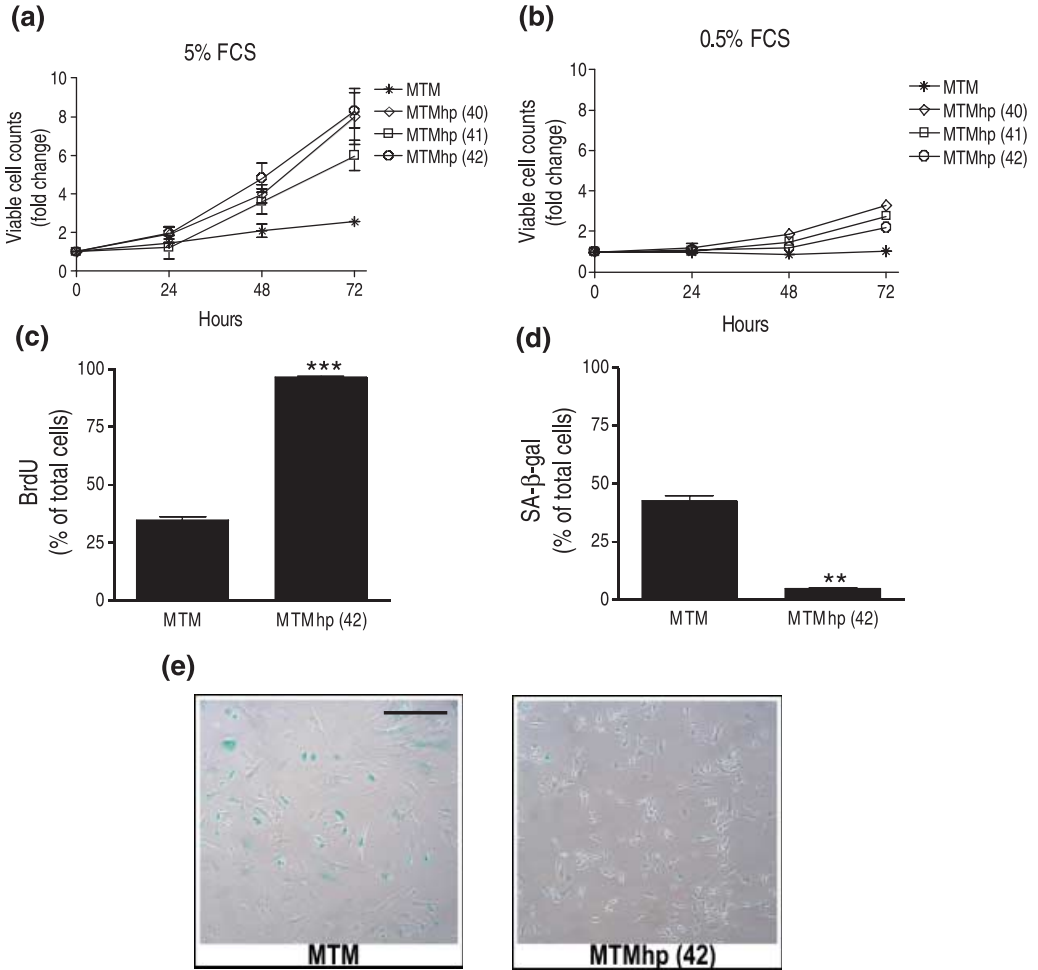 (a)
5% FCS
Viable cell counts
(fold change)
10
8
6
4
2
0
0 24 48 72
Hours
MTM
MTMhp (40)
MTMhp (41)
MTMhp (42)
(b)
0.5% FCS
Viable cell counts
(fold change)
10
8
6
4
2
0
0 24 48 72
Hours
MTM
MTMhp (40)
MTMhp (41)
MTMhp (42)
(c)
BrdU
(% of total cells)
100
75
50
25
0
***
MTM MTMhp (42)
(d)
SA-β-gal
(% of total cells)
100
75
50
25
0
**
MTM MTMhp (42)
(e)
MTM
MTMhp (42)